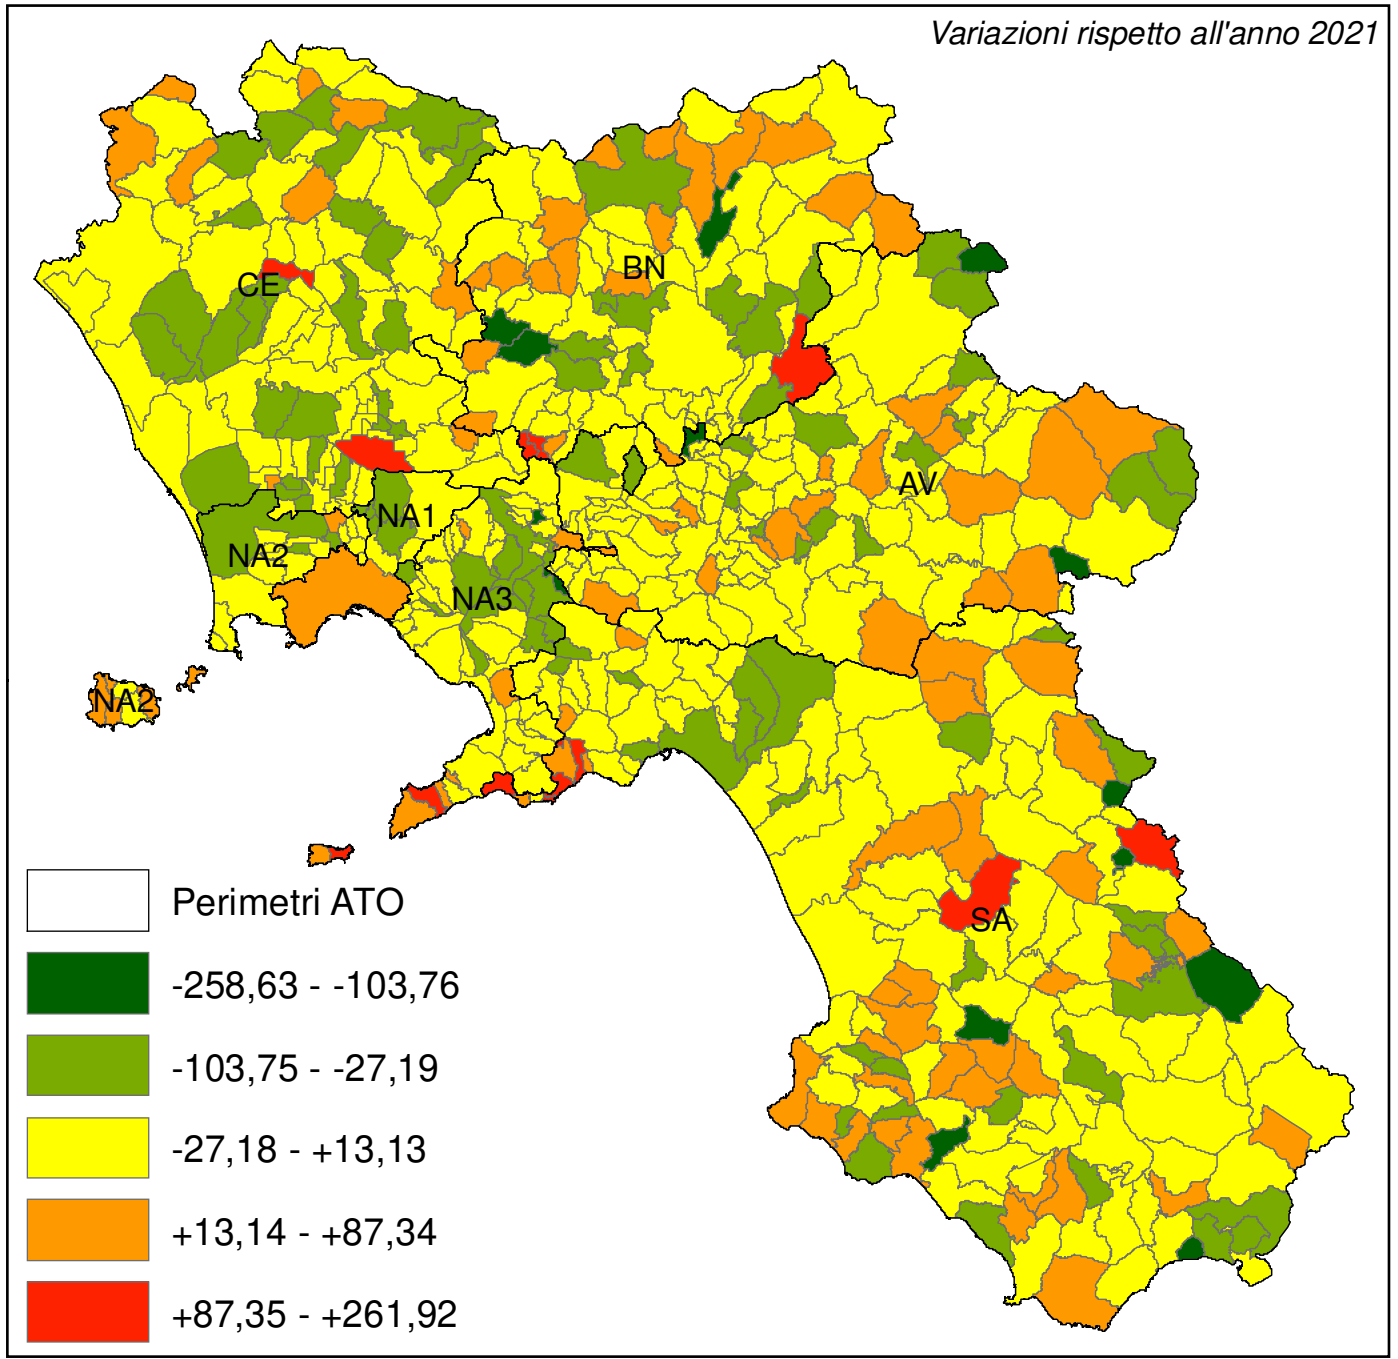 Variazioni rispetto all'anno 2021
BN
CE
AV
NA1
NA2
NA3
NA2
SA
Perimetri ATO
-258,63 - -103,76
-103,75 - -27,19
-27,18 - +13,13
+13,14 - +87,34
+87,35 - +261,92